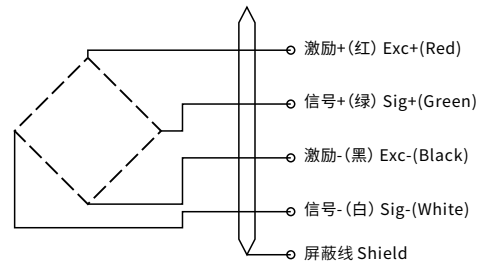 激励+(红) Exc+(Red)
信号+(绿) Sig+(Green)
激励-(黑) Exc-(Black)
信号-(白) Sig-(White)
屏蔽线 Shield